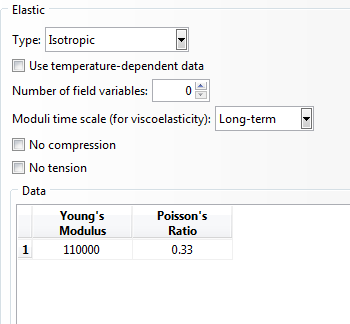 Elastic
Type: Isotropic
Use temperature-dependent data
Number of field variables: 0
Moduli time scale (for viscoelasticity): Long-term
No compression
No tension
Data
Young's Poisson's
Modulus Ratio
1 110000 0.33